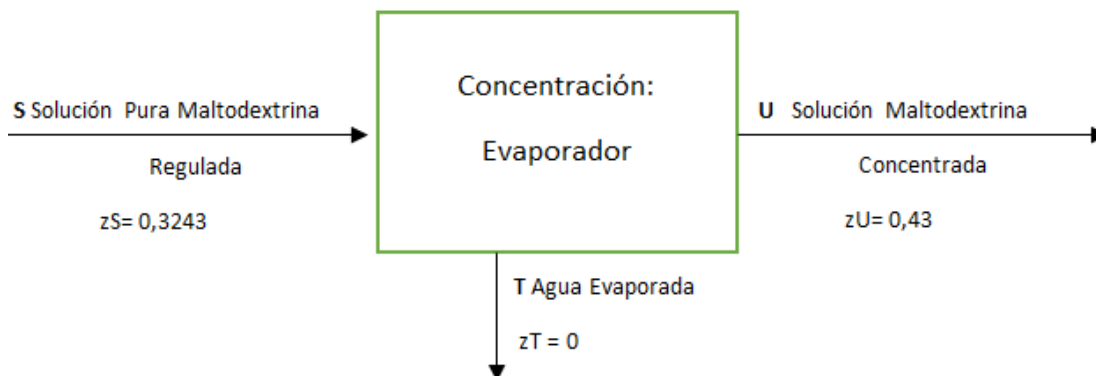 Concentración:
Evaporador
S Solución Pura Maltodextrina
Regulada
zS= 0,3243
U Solución Maltodextrina
Concentrada
zU= 0,43
T Agua Evaporada
zT = 0